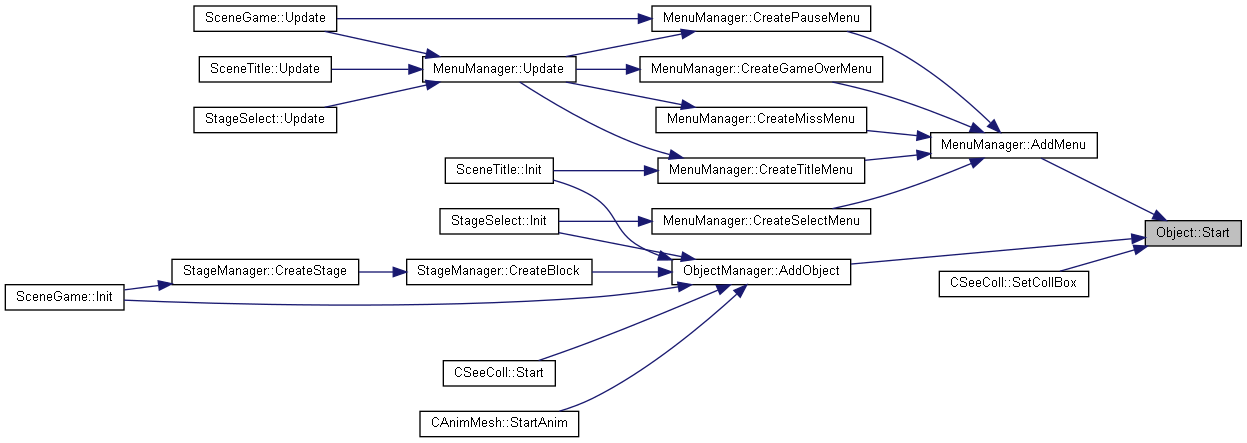 SceneGame::Update
MenuManager::CreatePauseMenu
SceneTitle::Update
MenuManager::Update
MenuManager::CreateGameOverMenu
StageSelect::Update
MenuManager::CreateMissMenu
MenuManager::AddMenu
SceneTitle::Init
MenuManager::CreateTitleMenu
StageSelect::Init
MenuManager::CreateSelectMenu
Object::Start
StageManager::CreateStage
StageManager::CreateBlock
ObjectManager::AddObject
CSeeColl::SetCollBox
SceneGame::Init
CSeeColl::Start
CAnimMesh::StartAnim